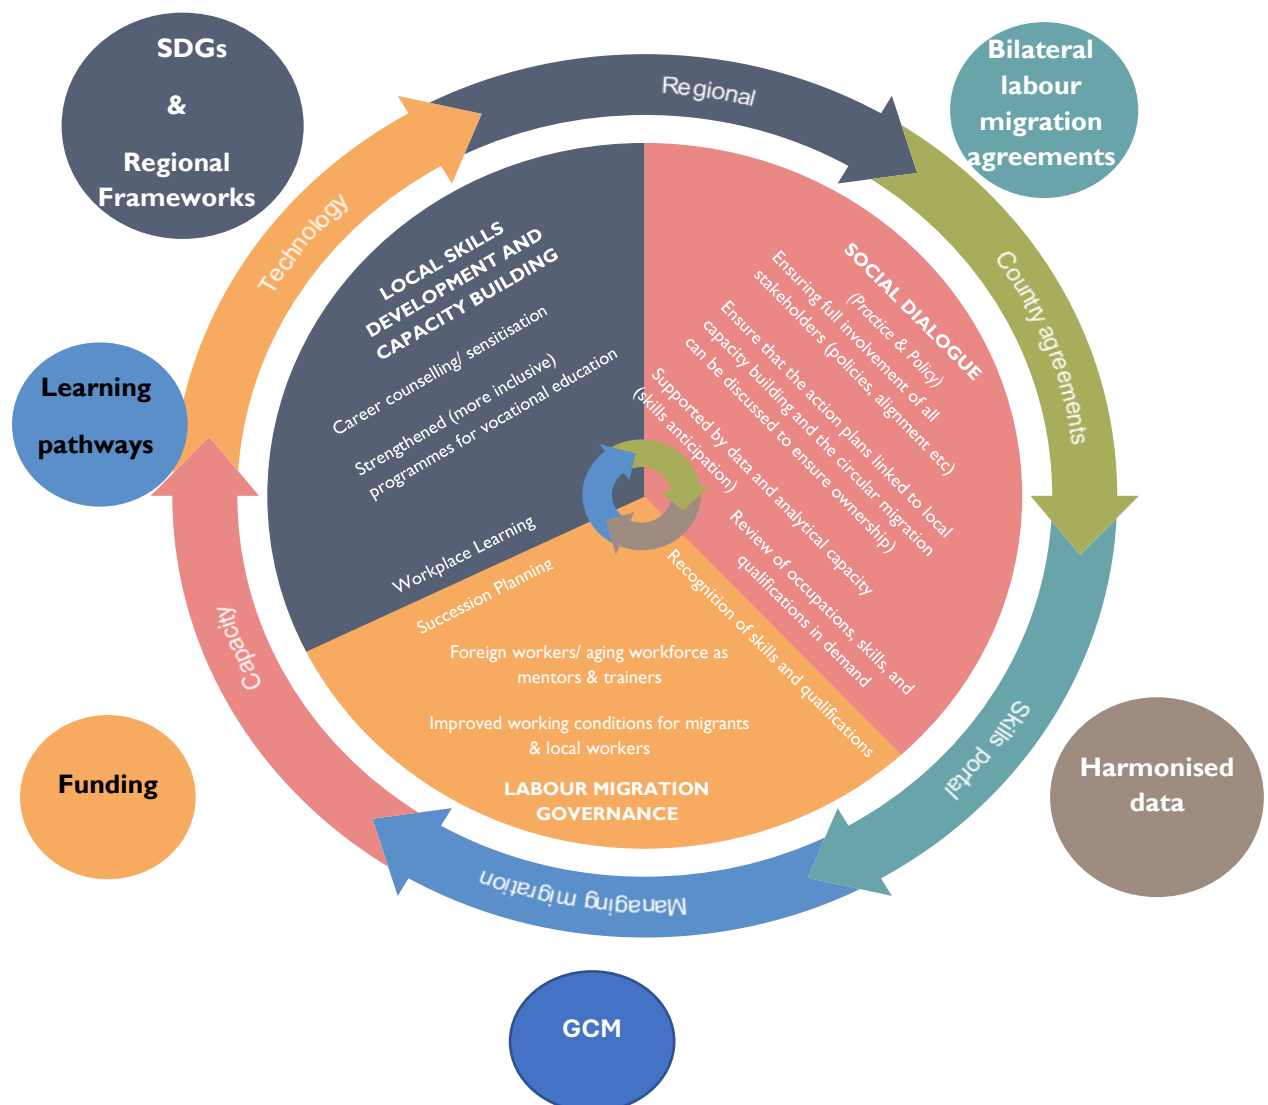 SDGs
&
Regional
Frameworks
Bilateral
labour
migration
agreements
Regional
Technology
Country agreements
LOCAL SKILLS
DEVELOPMENT AND
CAPACITY BUILDING
Career counselling/ sensitisation
Strengthened (more inclusive)
programmes for vocational education
Workplace Learning
SOCIAL DIALOGUE
(Practice & Policy)
Ensuring full involvement of all
stakeholders (policies, alignment etc)
Ensure that the action plans linked to local
capacity building and the circular migration
can be discussed to ensure ownership)
Supported by data and analytical capacity
(skills anticipation)
Review of occupations, skills, and
qualifications in demand
Recognition of skills and qualifications
Succession Planning
Foreign workers/ aging workforce as
mentors & trainers
Improved working conditions for migrants
& local workers
LABOUR MIGRATION
GOVERNANCE
Learning
pathways
Capacity
Skills portal
Managing migration
Funding
Harmonised
data
GCM